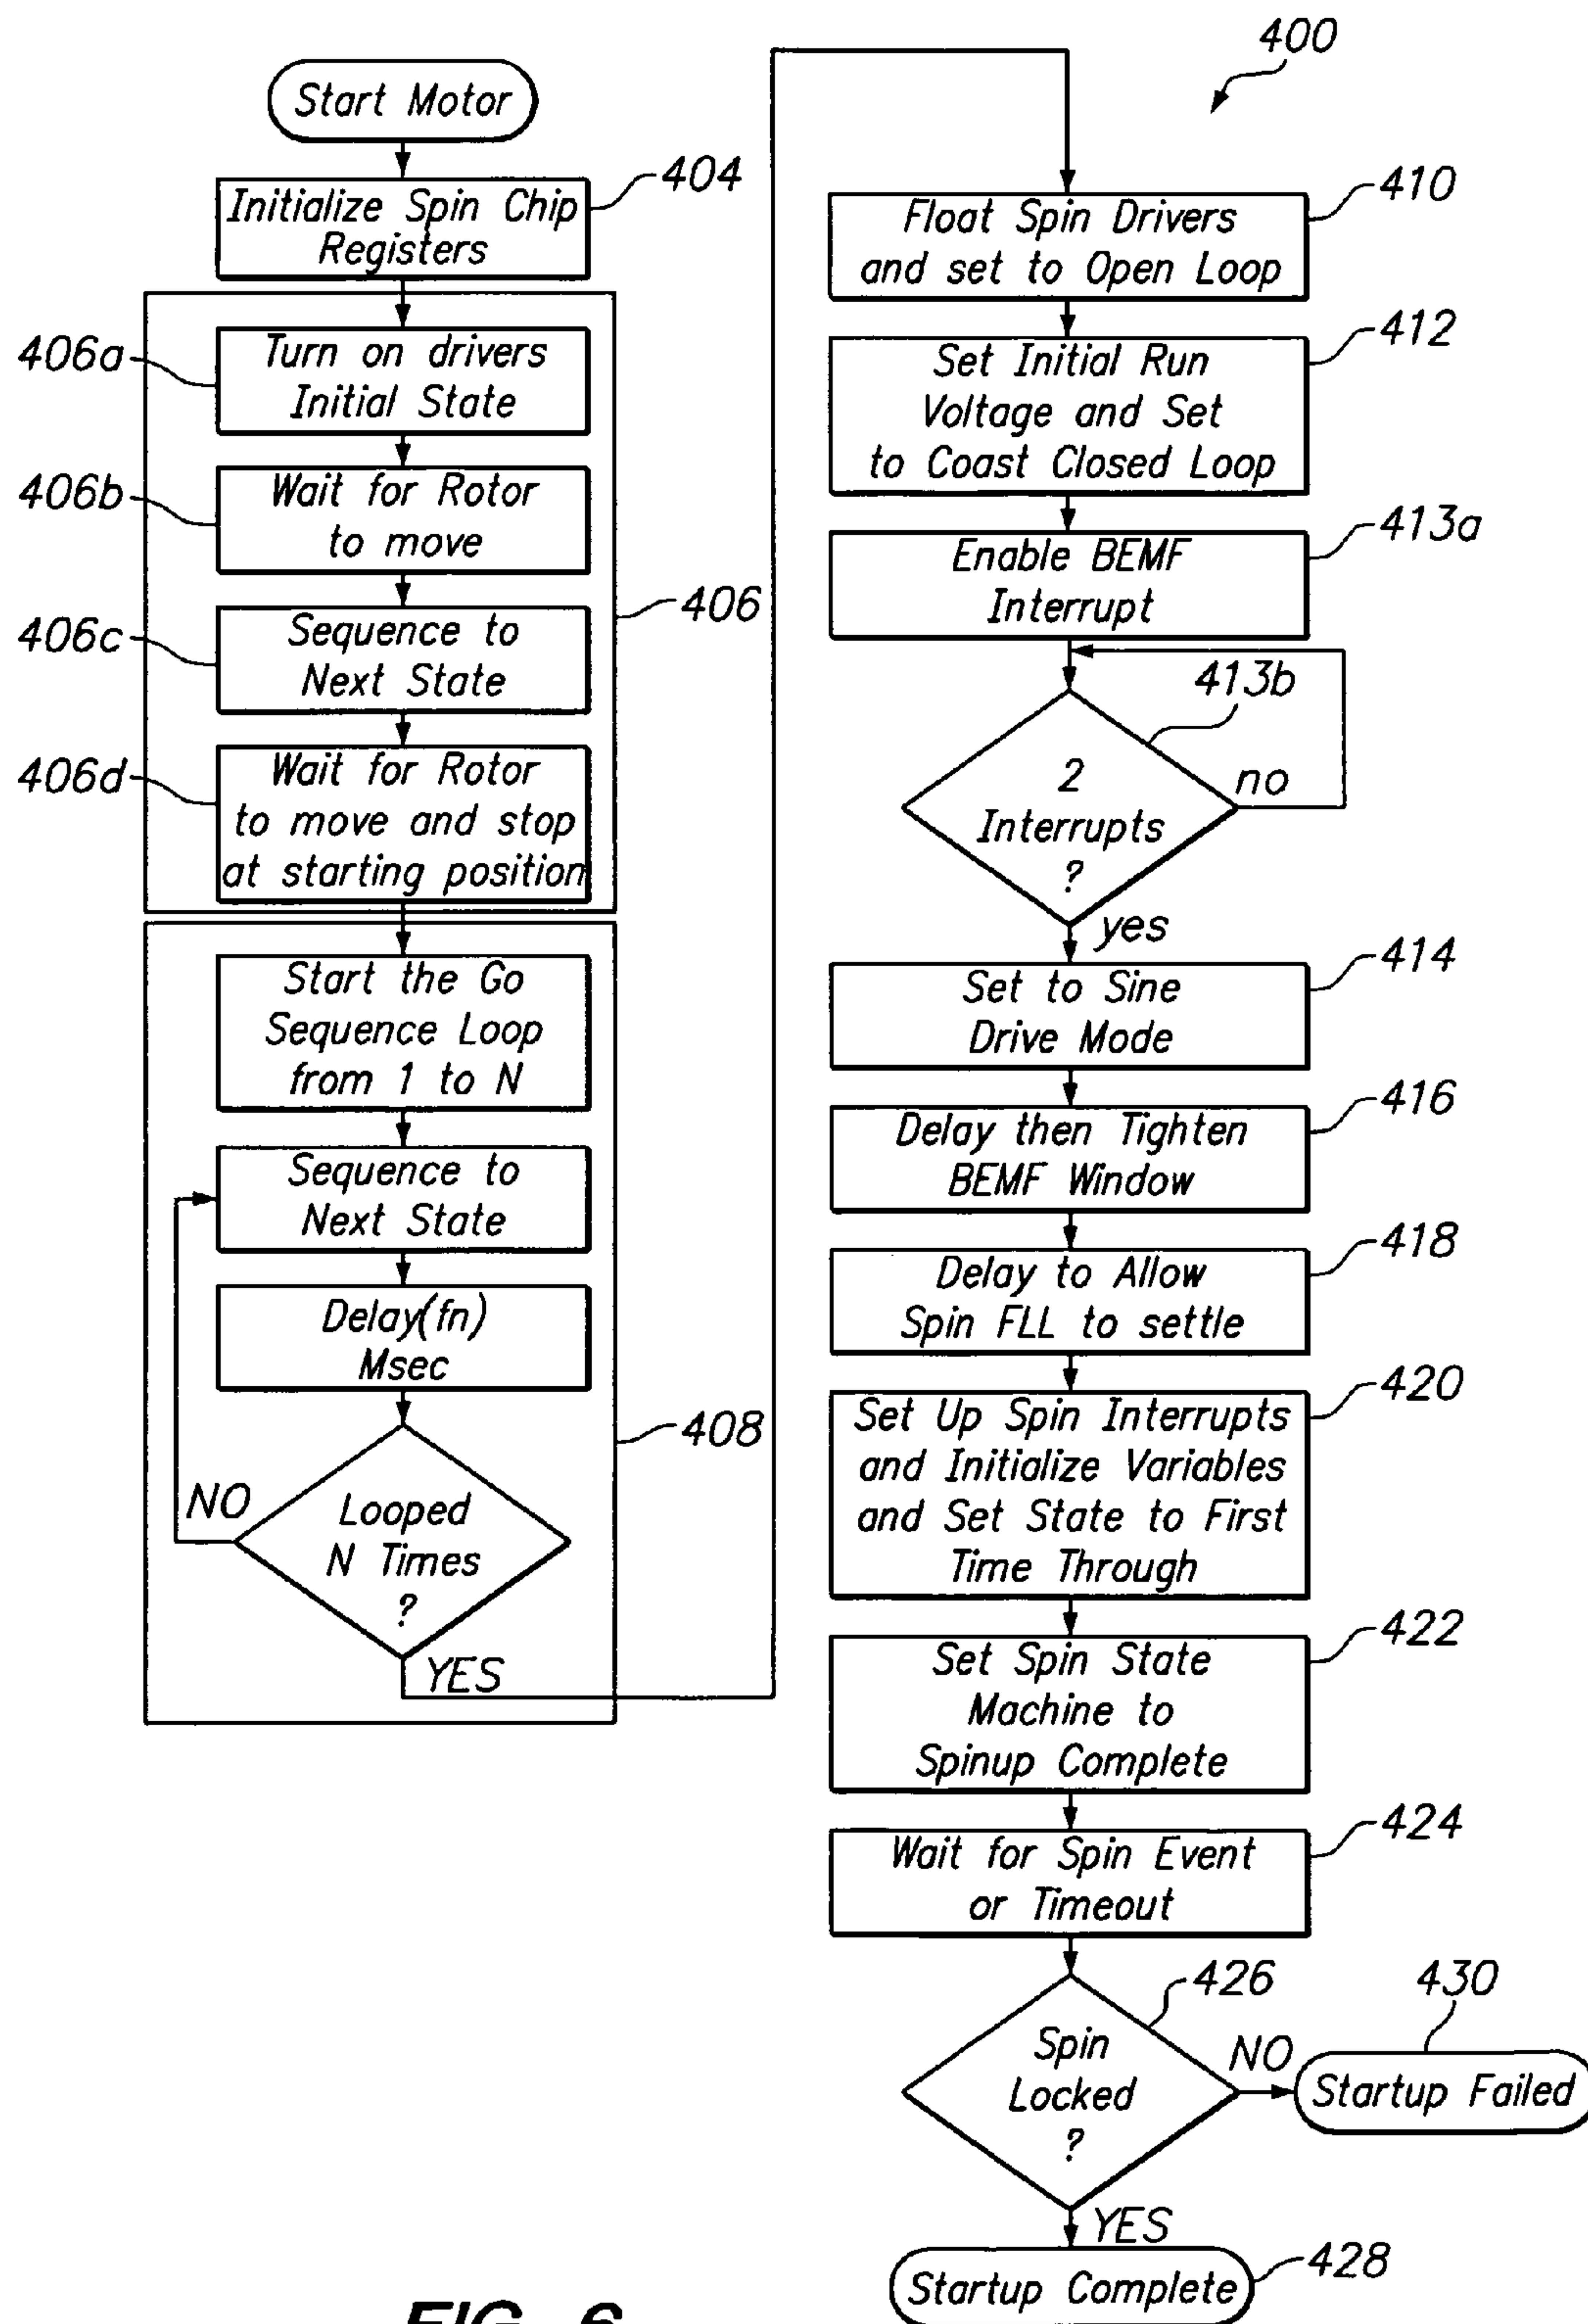 400
Start Motor
404
Initialize Spin Chip
Registers
406a
Turn on drivers
Initial State
406b
Wait for Rotor
to move
406
406c
Sequence to
Next State
406d
Wait for Rotor
to move and stop
at starting position
Start the Go
Sequence Loop
from 1 to N
Sequence to
Next State
Delay(fn)
Msec
408
NO
Looped
N Times
?
YES
410
Float Spin Drivers
and set to Open Loop
412
Set Initial Run
Voltage and Set
to Coast Closed Loop
413a
Enable BEMF
Interrupt
413b
2
Interrupts
?
no
yes
414
Set to Sine
Drive Mode
416
Delay then Tighten
BEMF Window
418
Delay to Allow
Spin FLL to settle
420
Set Up Spin Interrupts
and Initialize Variables
and Set State to First
Time Through
422
Set Spin State
Machine to
Spinup Complete
424
Wait for Spin Event
or Timeout
426
Spin
Locked
?
NO
430
Startup Failed
YES
428
Startup Complete
FIG. 6